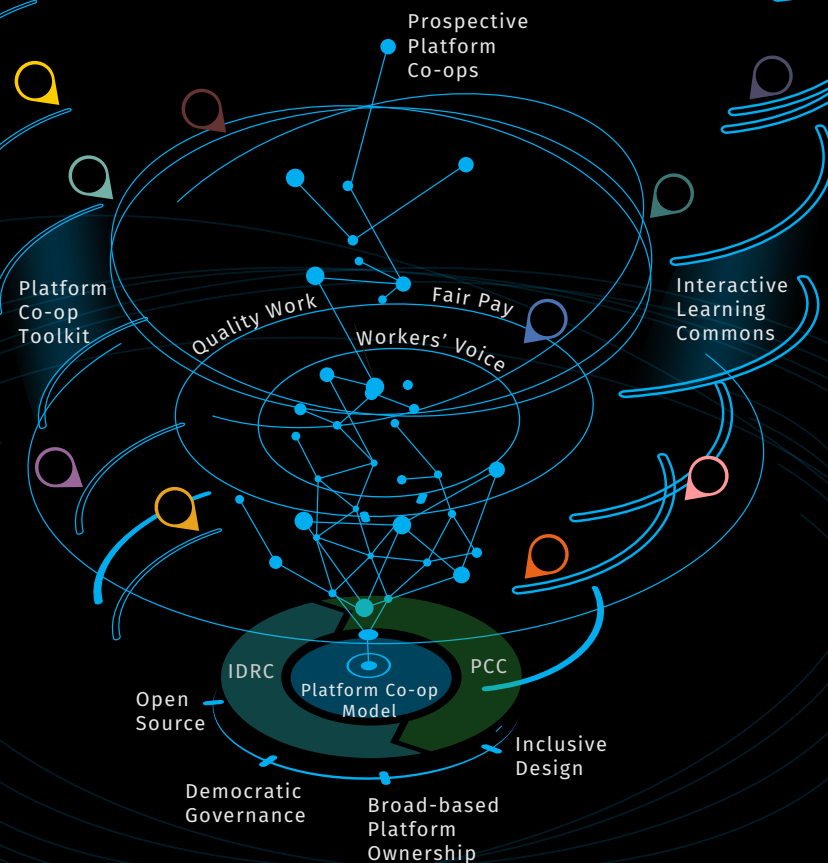 Prospective
Platform
Co-ops
Platform
Co-op
Toolkit
Quality Work
Fair Pay
Workers' Voice
Interactive
Learning
Commons
IDRC
PCC
Platform Co-op
Model
Open
Source
Inclusive
Design
Democratic
Governance
Broad-based
Platform
Ownership